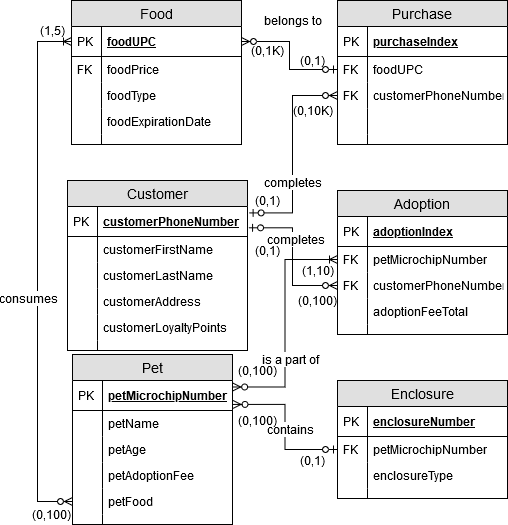 Food
PK foodUPC
FK foodPrice
foodType
foodExpirationDate
(1,5)
belongs to
(0,1K)
(0,1)
Purchase
PK purchaseIndex
FK foodUPC
FK customerPhoneNumber
(0,10K)
completes
(0,1)
Customer
PK customerPhoneNumber
customerFirstName
customerLastName
customerAddress
customerLoyaltyPoints
(0,1)
completes
(1,10)
(0,100)
Adoption
PK adoptionIndex
FK petMicrochipNumber
FK customerPhoneNumber
adoptionFeeTotal
consumes
is a part of
(0,100)
Pet
PK petMicrochipNumber
petName
petAge
petAdoptionFee
petFood
(0,100)
(0,100)
contains
(0,1)
Enclosure
PK enclosureNumber
FK petMicrochipNumber
enclosureType